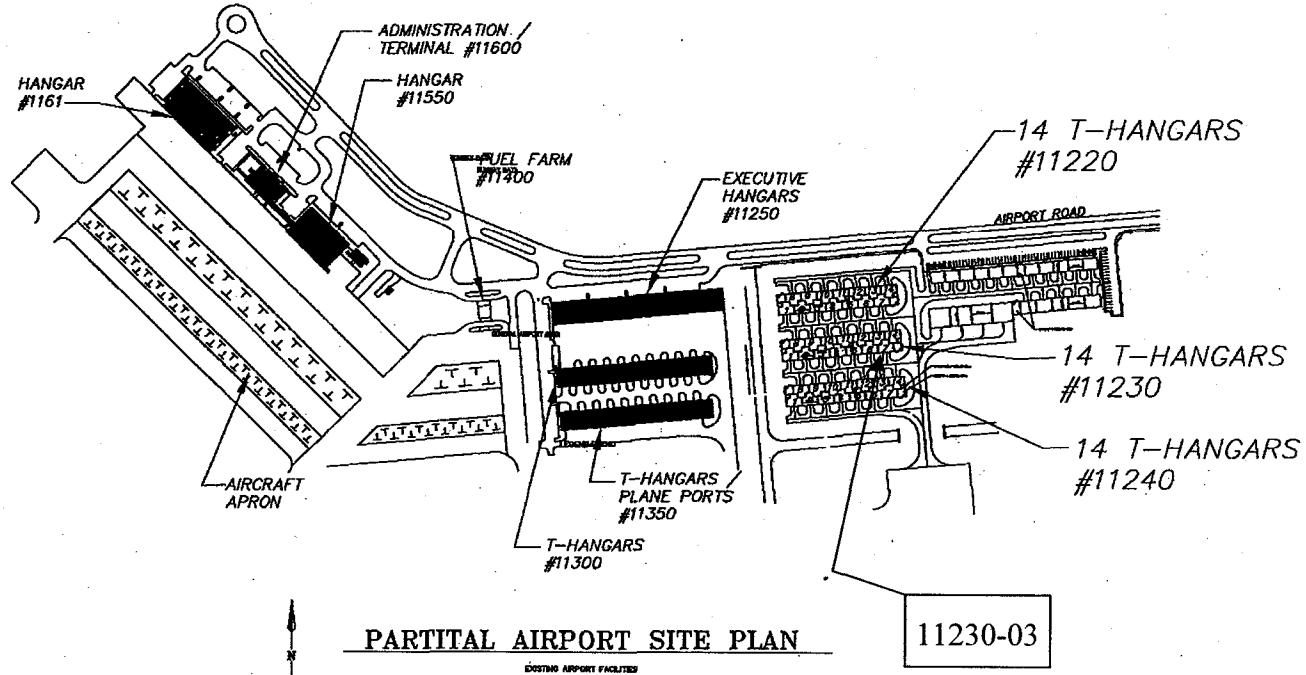 ADMINISTRATION /
TERMINAL #11600
HANGAR
#1161
HANGAR
#11550
FUEL FARM
#11400
EXECUTIVE
HANGARS
#11250
14 T-HANGARS
#11220
AIRPORT ROAD
14 T-HANGARS
#11230
14 T-HANGARS
#11240
AIRCRAFT
APRON
T-HANGARS
PLANE PORTS
#11350
T-HANGARS
#11300
11230-03
N
PARTITAL AIRPORT SITE PLAN
EXISTING AIRPORT FACILITIES